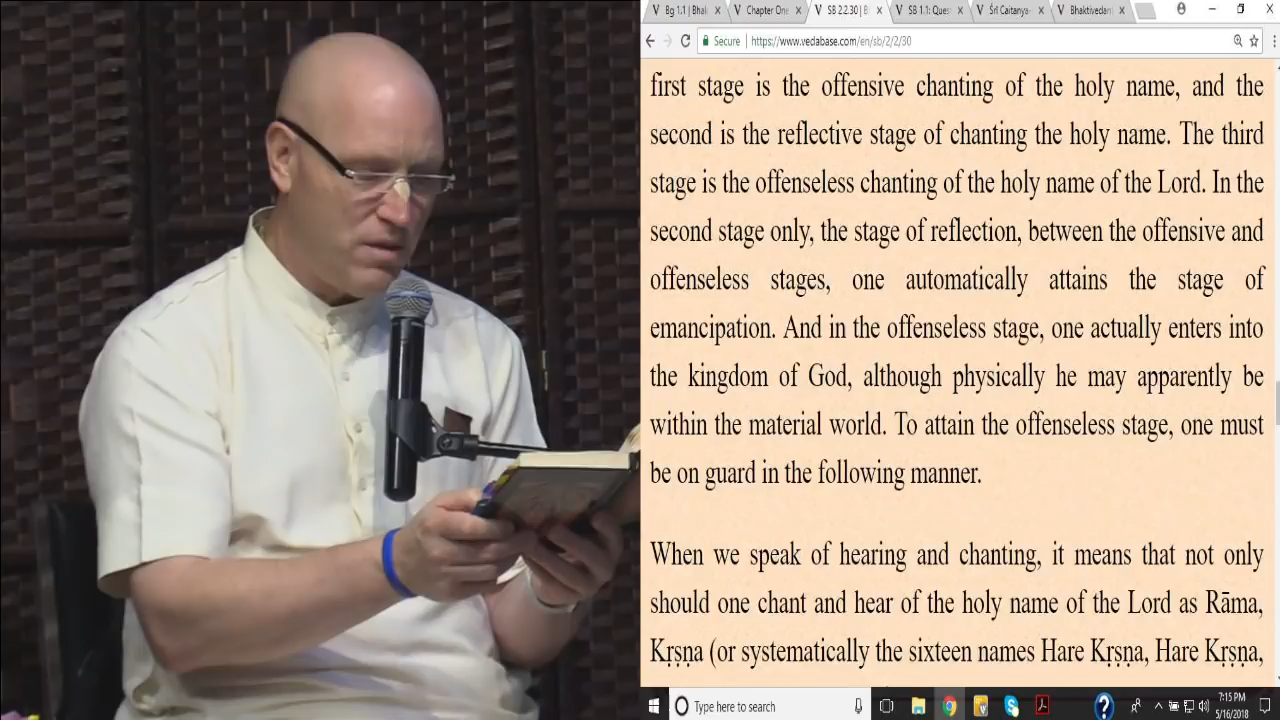 Bg 1.1 | Bhak
Chapter One
SB 2.2.30 | B
SB 1.1: Ques
Śrī Caitanya-
Bhaktivedant
Secure https://www.vedabase.com/en/sb/2/2/30
first stage is the offensive chanting of the holy name, and the
second is the reflective stage of chanting the holy name. The third
stage is the offenseless chanting of the holy name of the Lord. In the
second stage only, the stage of reflection, between the offensive and
offenseless stages, one automatically attains the stage of
emancipation. And in the offenseless stage, one actually enters into
the kingdom of God, although physically he may apparently be
within the material world. To attain the offenseless stage, one must
be on guard in the following manner.
When we speak of hearing and chanting, it means that not only
should one chant and hear of the holy name of the Lord as Rāma,
Kṛṣṇa (or systematically the sixteen names Hare Kṛṣṇa, Hare Kṛṣṇa,
Type here to search
7:15 PM
5/16/2018